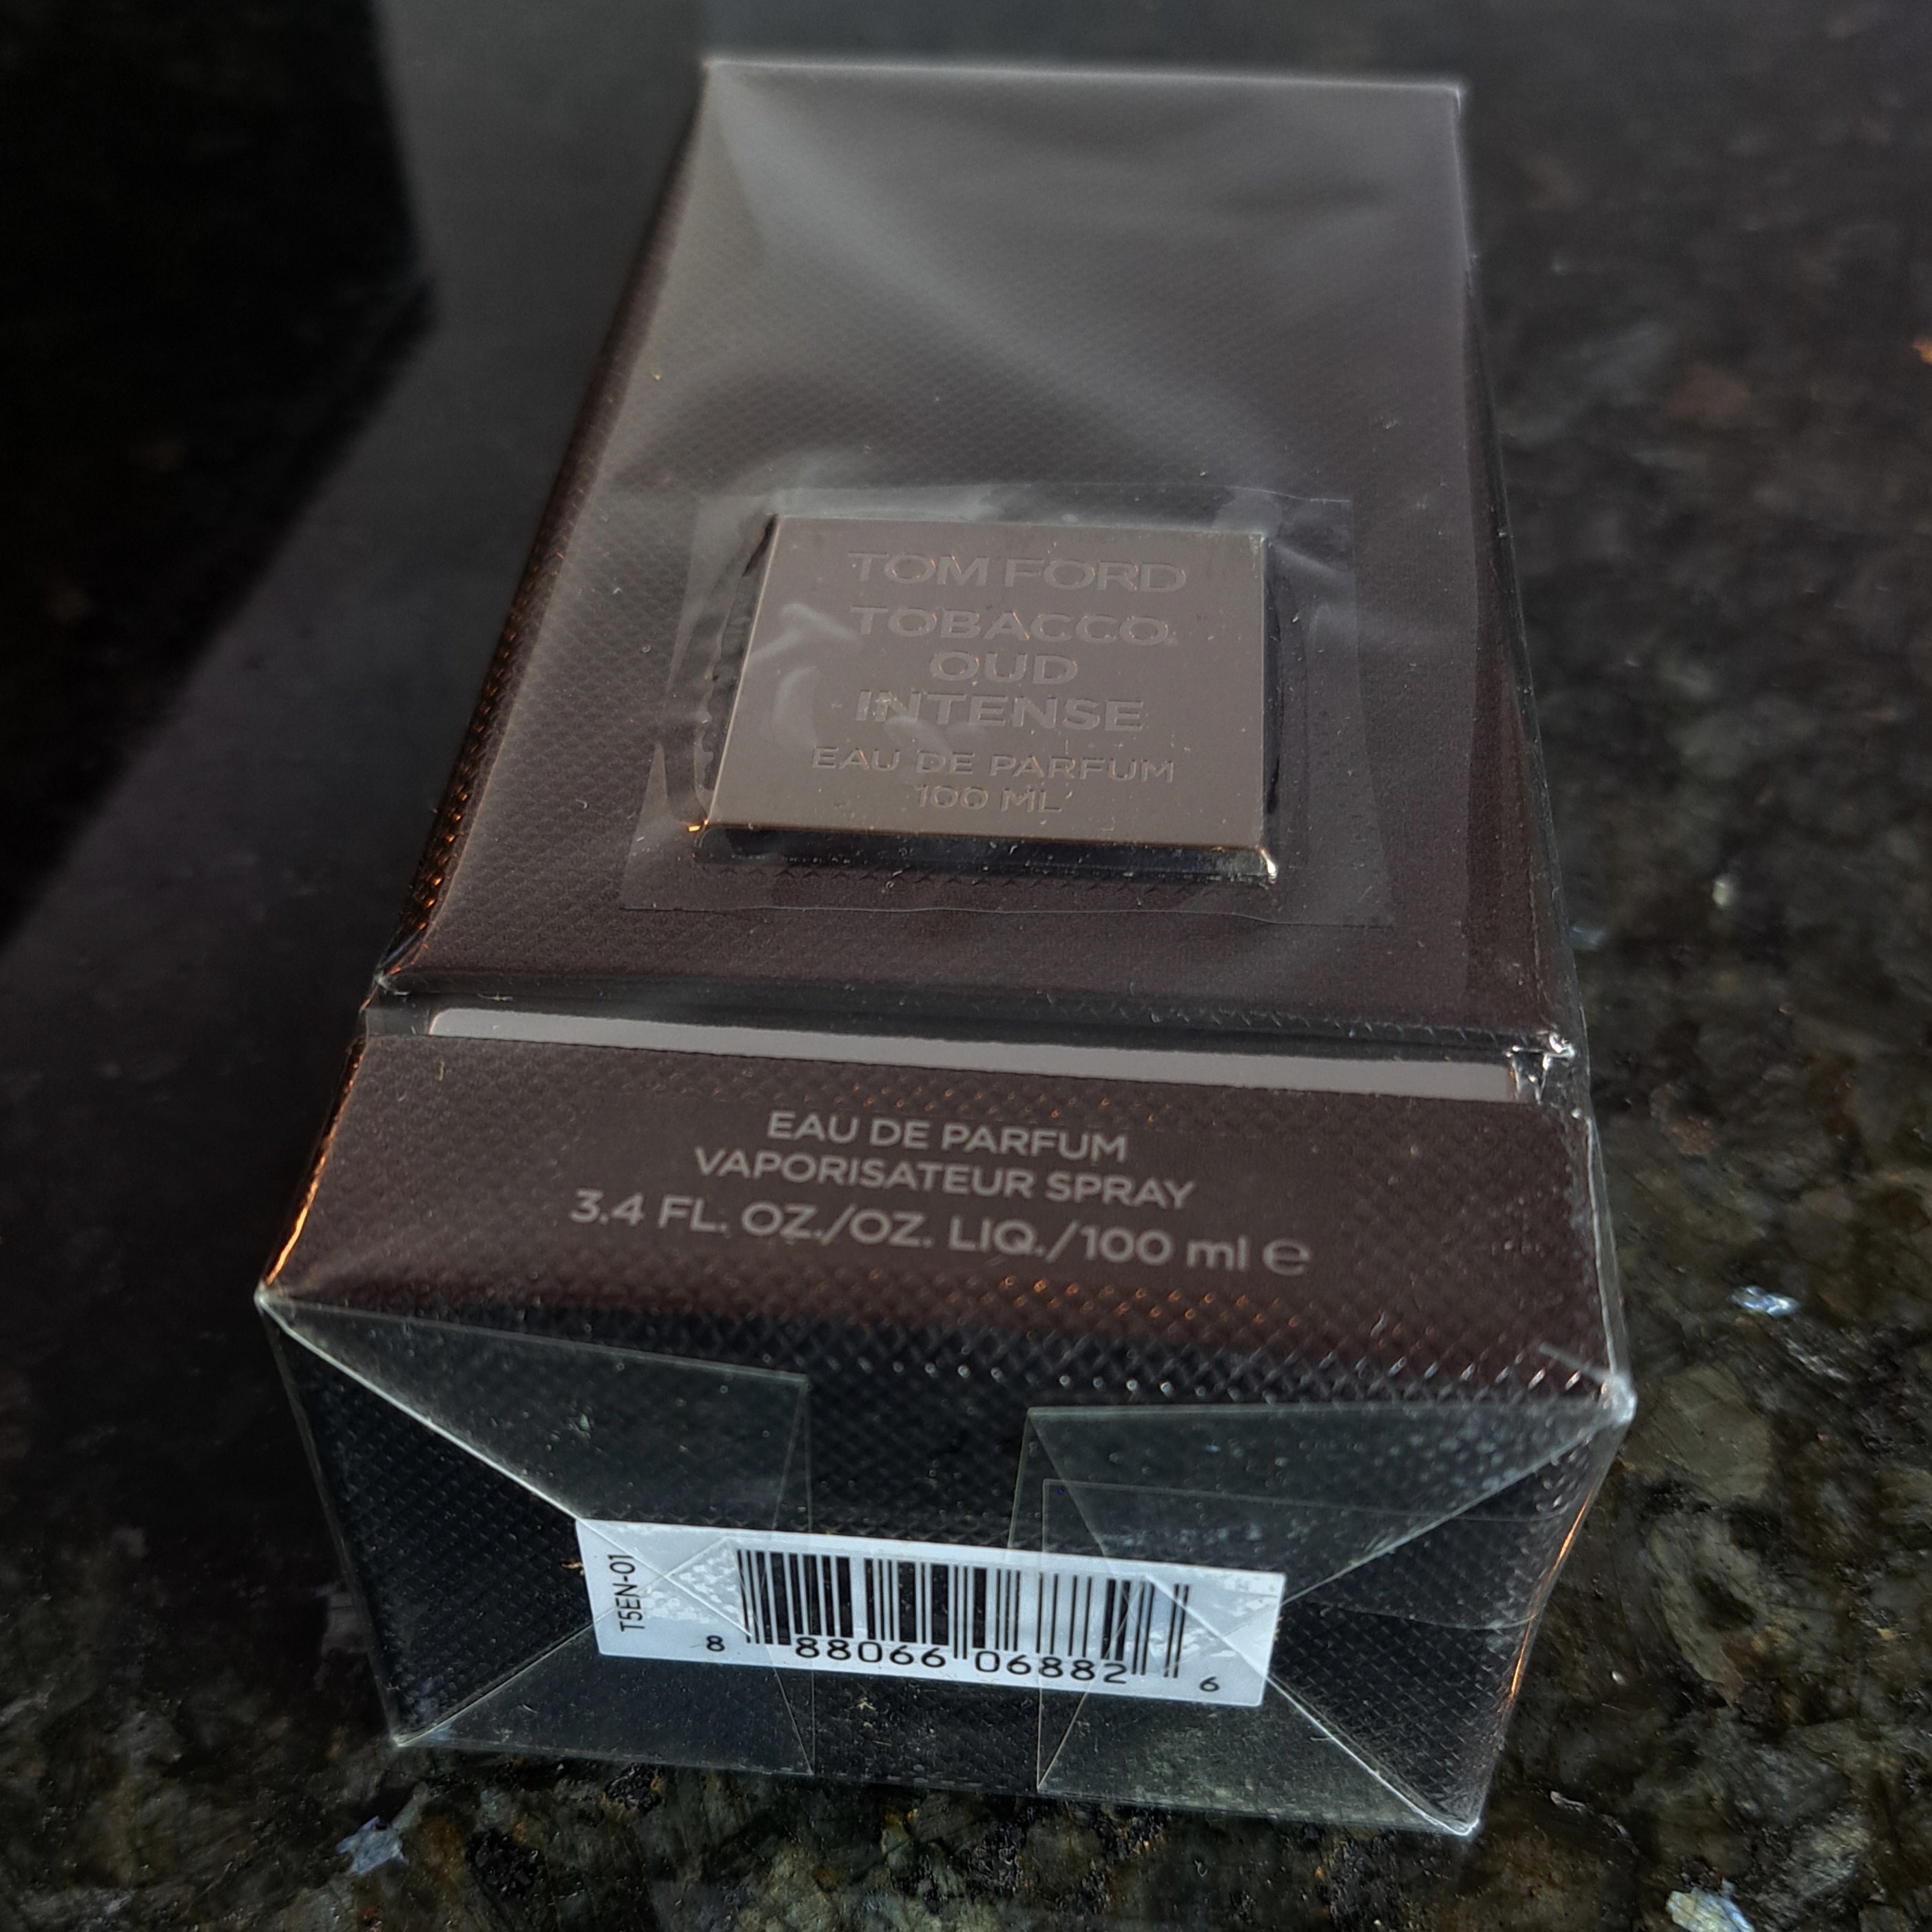 TOM FORD
TOBACCO
OUD
INTENSE
EAU DE PARFUM
100 ML
EAU DE PARFUM
VAPORISATEUR SPRAY
3.4 FL. OZ./OZ. LIQ./100 ml ℮
T5EN-01
8 88066 06882 6